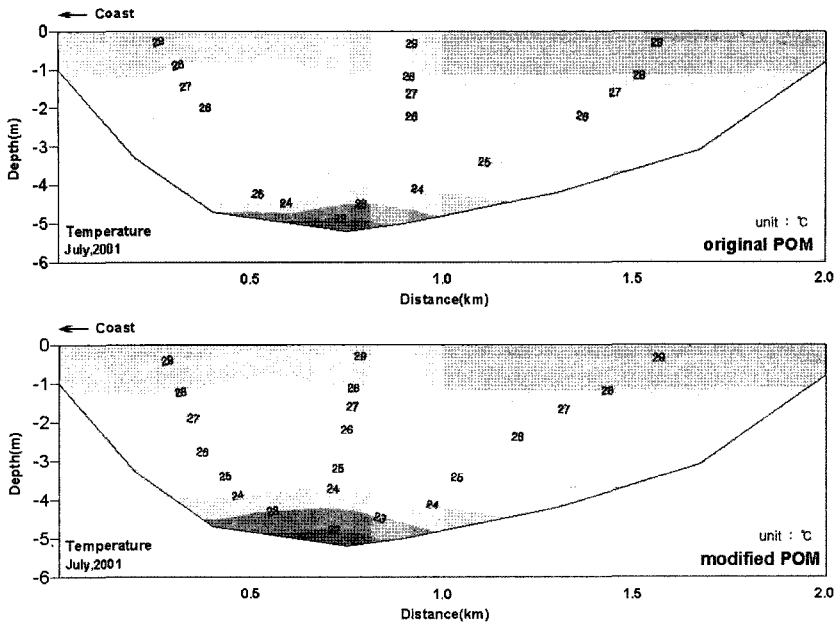 ← Coast
0
-1
-2
-3
-4
-5
-6
Depth(m)
29 29 29
28 28 28
27 27 27
26 26 26
25
25 24
24
Temperature
July,2001
unit : ℃
original POM
0.5 1.0 1.5 2.0
Distance(km)
← Coast
0
-1
-2
-3
-4
-5
-6
Depth(m)
29 29 29
28 28 28
27 27 27
26 26 26
25 25 25
24 24 24
23 23
Temperature
July,2001
unit : ℃
modified POM
0.5 1.0 1.5 2.0
Distance(km)